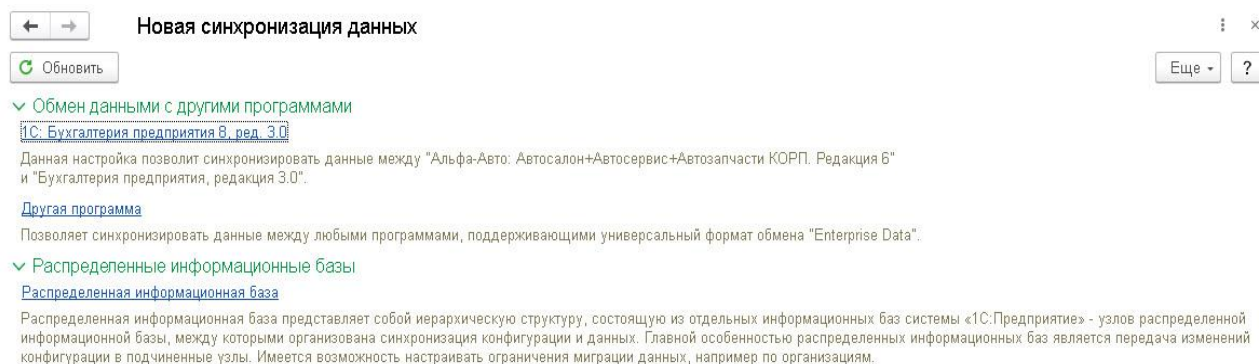 Новая синхронизация данных
Обновить
Еще
?
Обмен данными с другими программами
1С: Бухгалтерия предприятия 8, ред. 3.0
Данная настройка позволит синхронизировать данные между "Альфа-Авто: Автосалон+Автосервис+Автозапчасти КОРП. Редакция 6"
и "Бухгалтерия предприятия, редакция 3.0".
Другая программа
Позволяет синхронизировать данные между любыми программами, поддерживающими универсальный формат обмена "Enterprise Data".
Распределенные информационные базы
Распределенная информационная база
Распределенная информационная база представляет собой иерархическую структуру, состоящую из отдельных информационных баз системы «1С:Предприятие» - узлов распределенной
информационной базы, между которыми организована синхронизация конфигурации и данных. Главной особенностью распределенных информационных баз является передача изменений
конфигурации в подчиненные узлы. Имеется возможность настраивать ограничения миграции данных, например по организациям.